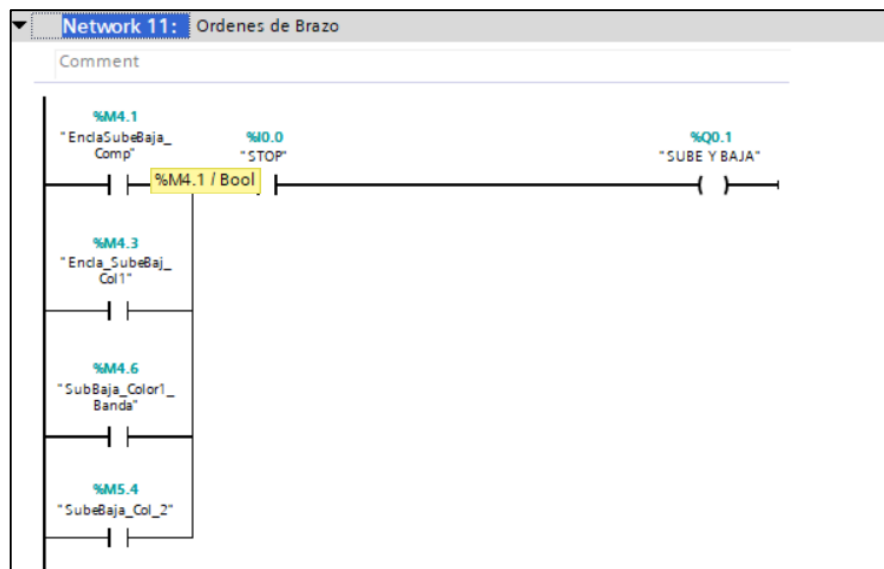 Network 11: Ordenes de Brazo
Comment
%M4.1
"EnclaSubeBaja_
Comp"
%I0.0
"STOP"
%Q0.1
"SUBE Y BAJA"
%M4.1 / Bool
%M4.3
"Encla_SubeBaj_
Col1"
%M4.6
"SubBaja_Color1_
Banda"
%M5.4
"SubeBaja_Col_2"